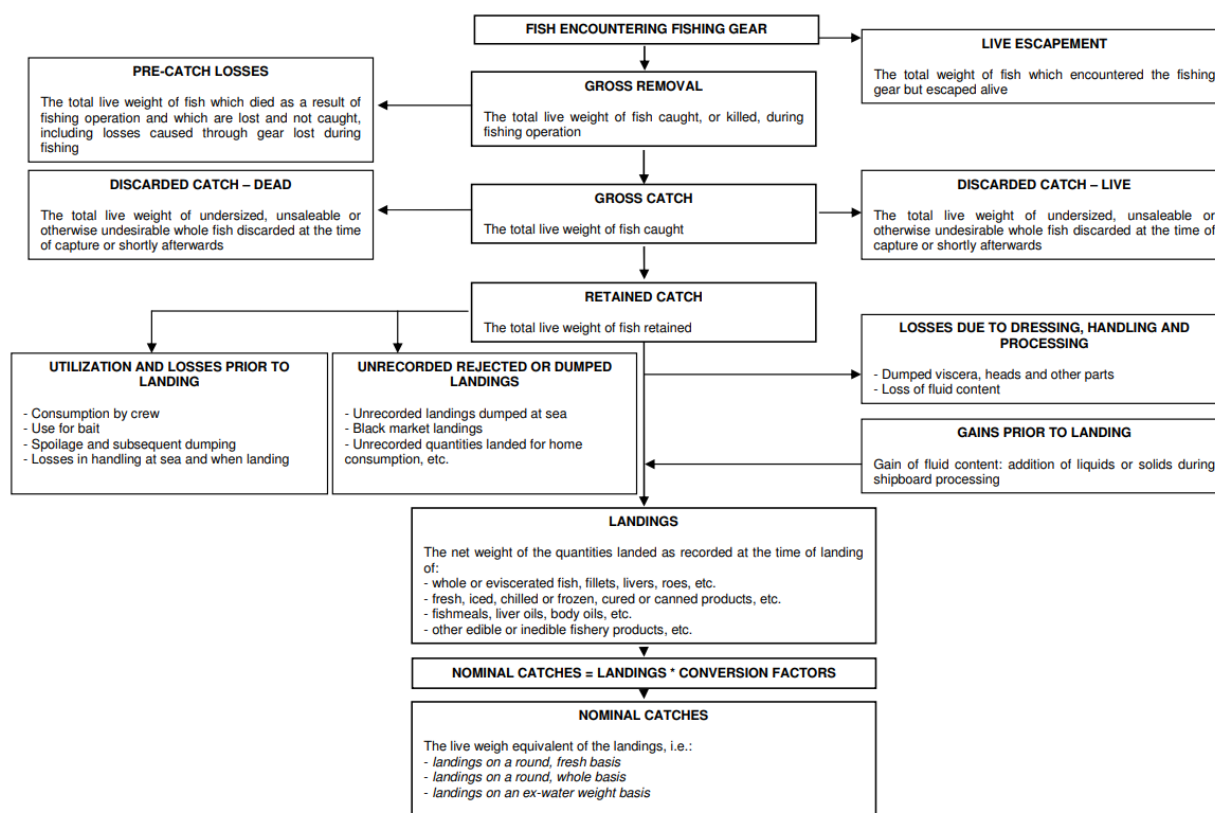 FISH ENCOUNTERING FISHING GEAR
LIVE ESCAPEMENT
The total weight of fish which encountered the fishing
gear but escaped alive
PRE-CATCH LOSSES
The total live weight of fish which died as a result of
fishing operation and which are lost and not caught,
including losses caused through gear lost during
fishing
GROSS REMOVAL
The total live weight of fish caught, or killed, during
fishing operation
DISCARDED CATCH – DEAD
The total live weight of undersized, unsaleable or
otherwise undesirable whole fish discarded at the time
of capture or shortly afterwards
GROSS CATCH
The total live weight of fish caught
DISCARDED CATCH – LIVE
The total live weight of undersized, unsaleable or
otherwise undesirable whole fish discarded at the time of
capture or shortly afterwards
RETAINED CATCH
The total live weight of fish retained
UTILIZATION AND LOSSES PRIOR TO
LANDING
- Consumption by crew
- Use for bait
- Spoilage and subsequent dumping
- Losses in handling at sea and when landing
UNRECORDED REJECTED OR DUMPED
LANDINGS
- Unrecorded landings dumped at sea
- Black market landings
- Unrecorded quantities landed for home
consumption, etc.
LOSSES DUE TO DRESSING, HANDLING AND
PROCESSING
- Dumped viscera, heads and other parts
- Loss of fluid content
GAINS PRIOR TO LANDING
Gain of fluid content: addition of liquids or solids during
shipboard processing
LANDINGS
The net weight of the quantities landed as recorded at the time of landing
of:
- whole or eviscerated fish, fillets, livers, roes, etc.
- fresh, iced, chilled or frozen, cured or canned products, etc.
- fishmeals, liver oils, body oils, etc.
- other edible or inedible fishery products, etc.
NOMINAL CATCHES = LANDINGS * CONVERSION FACTORS
NOMINAL CATCHES
The live weigh equivalent of the landings, i.e.:
- landings on a round, fresh basis
- landings on a round, whole basis
- landings on an ex-water weight basis